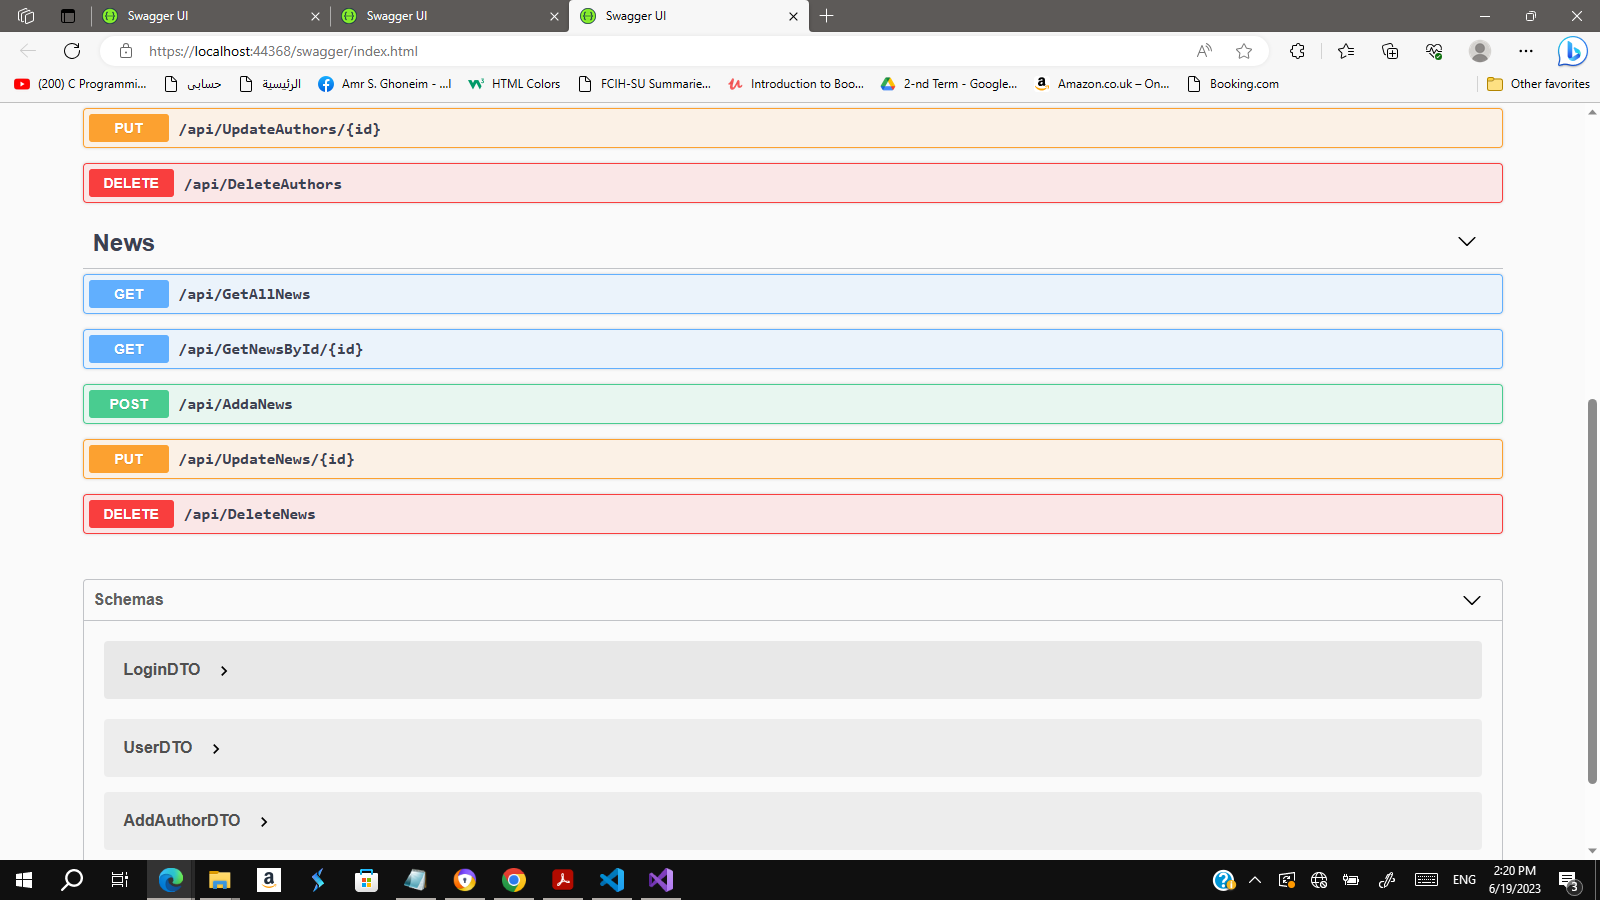 Swagger UI
Swagger UI
Swagger UI
https://localhost:44368/swagger/index.html
(200) C Programmi...
حسابى
الرئيسية
Amr S. Ghoneim - ...ا
HTML Colors
FCIH-SU Summarie...
Introduction to Boo...
2-nd Term - Google...
Amazon.co.uk – On...
Booking.com
Other favorites
PUT /api/UpdateAuthors/{id}
DELETE /api/DeleteAuthors
News
GET /api/GetAllNews
GET /api/GetNewsById/{id}
POST /api/AddaNews
PUT /api/UpdateNews/{id}
DELETE /api/DeleteNews
Schemas
LoginDTO
UserDTO
AddAuthorDTO
ENG
2:20 PM
6/19/2023
3